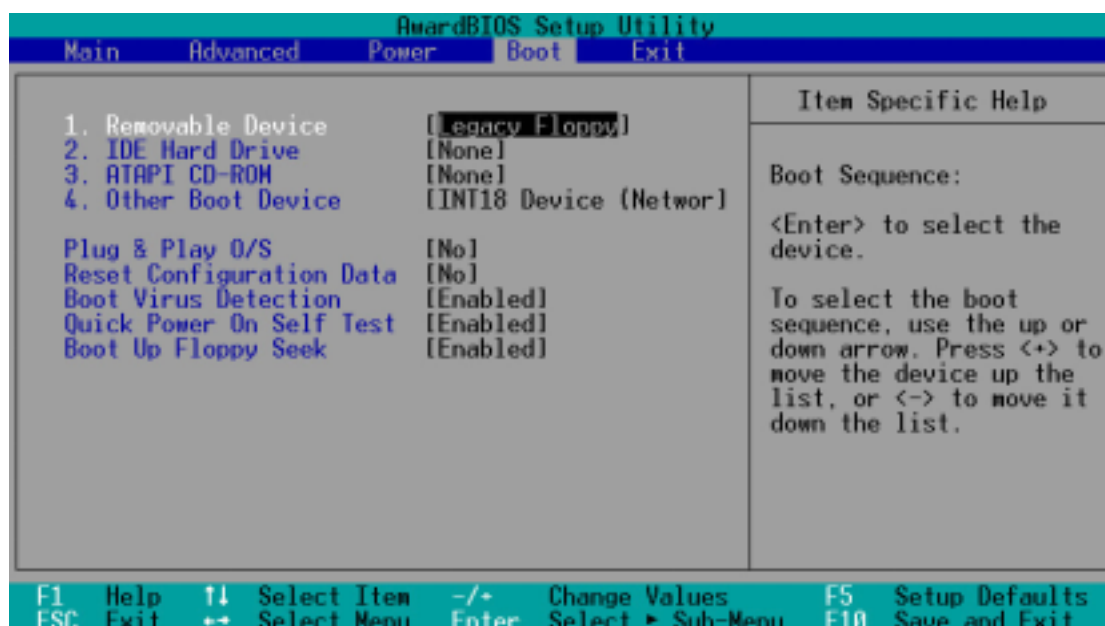 AwardBIOS Setup Utility
Main Advanced Power Boot Exit
1. Removable Device [Legacy Floppy]
2. IDE Hard Drive [None]
3. ATAPI CD-ROM [None]
4. Other Boot Device [INT18 Device (Networ]
Plug & Play O/S [No]
Reset Configuration Data [No]
Boot Virus Detection [Enabled]
Quick Power On Self Test [Enabled]
Boot Up Floppy Seek [Enabled]
Item Specific Help
Boot Sequence:
<Enter> to select the
device.
To select the boot
sequence, use the up or
down arrow. Press <+> to
move the device up the
list, or <-> to move it
down the list.
F1 Help ↑↓ Select Item -/+ Change Values F5 Setup Defaults
ESC Exit ←→ Select Menu Enter Select ► Sub-Menu F10 Save and Exit